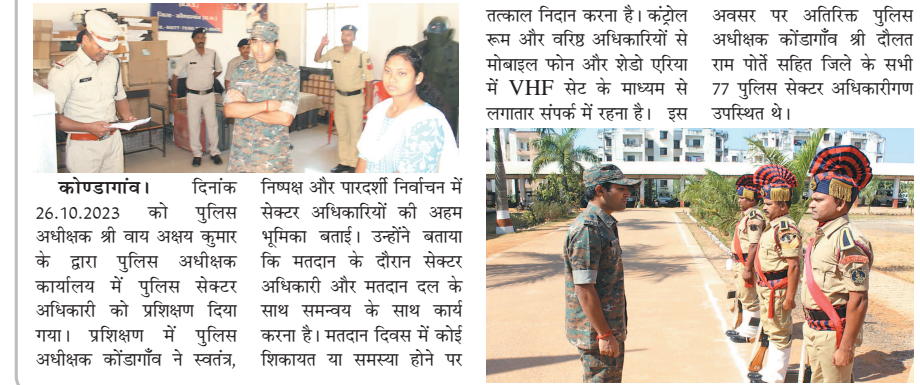 कोण्डागांव। दिनांक
26.10.2023 को पुलिस
अधीक्षक श्री वाय अक्षय कुमार
के द्वारा पुलिस अधीक्षक
कार्यालय में पुलिस सेक्टर
अधिकारी को प्रशिक्षण दिया
गया। प्रशिक्षण में पुलिस
अधीक्षक कोंडागाँव ने स्वतंत्र,
निष्पक्ष और पारदर्शी निर्वाचन में
सेक्टर अधिकारियों की अहम
भूमिका बताई। उन्होंने बताया
कि मतदान के दौरान सेक्टर
अधिकारी और मतदान दल के
साथ समन्वय के साथ कार्य
करना है। मतदान दिवस में कोई
शिकायत या समस्या होने पर
तत्काल निदान करना है। कंट्रोल
रूम और वरिष्ठ अधिकारियों से
मोबाइल फोन और शेडो एरिया
में VHF सेट के माध्यम से
लगातार संपर्क में रहना है। इस
अवसर पर अतिरिक्त पुलिस
अधीक्षक कोंडागाँव श्री दौलत
राम पोर्ते सहित जिले के सभी
77 पुलिस सेक्टर अधिकारीगण
उपस्थित थे।